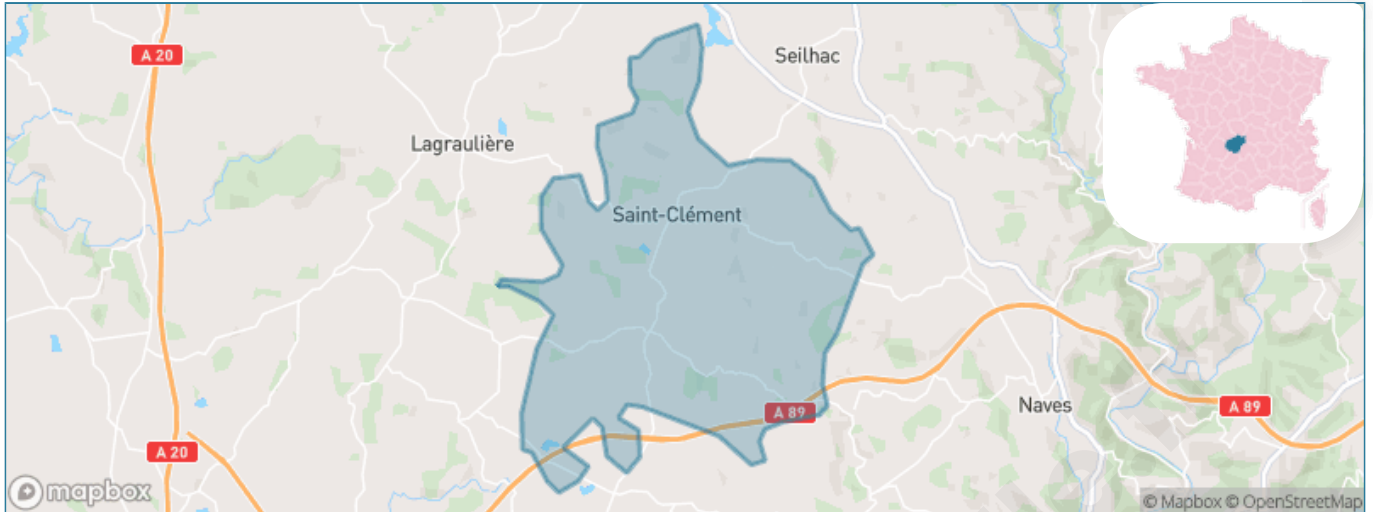 A 20
Seilhac
Lagraulière
Saint-Clément
Naves
A 89
A 89
A 20
mapbox
© Mapbox © OpenStreetMap